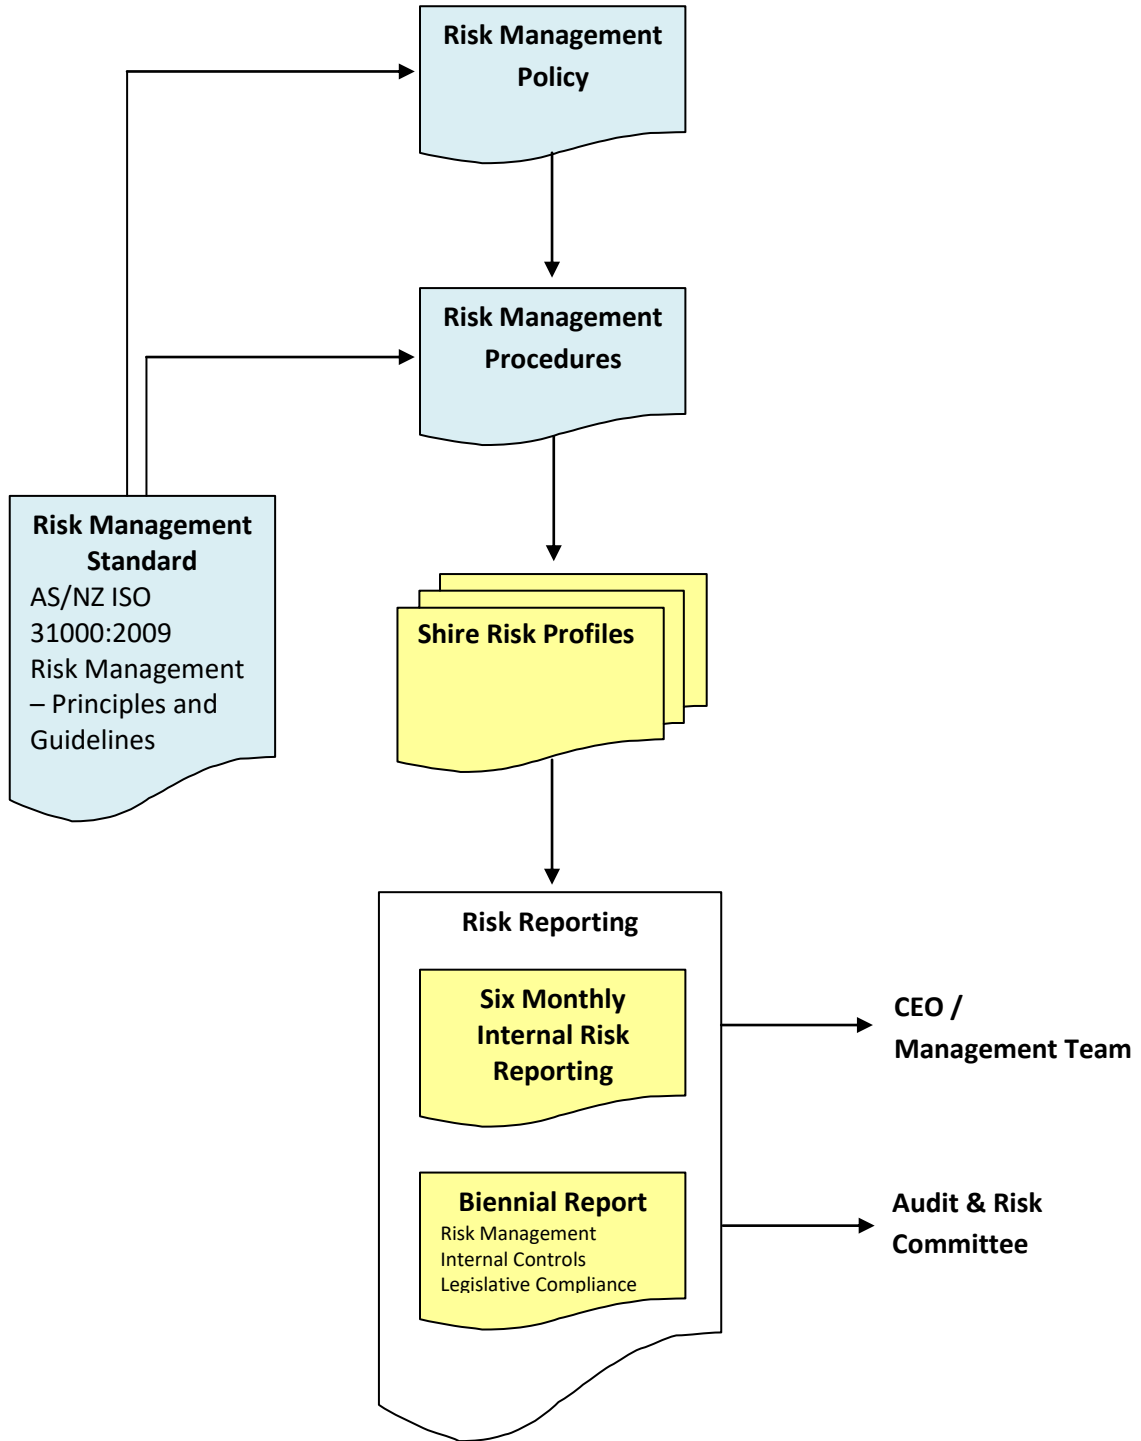 Risk Management
Policy
Risk Management
Procedures
Risk Management
Standard
AS/NZ ISO
31000:2009
Risk Management
– Principles and
Guidelines
Shire Risk Profiles
Risk Reporting
Six Monthly
Internal Risk
Reporting
CEO /
Management Team
Biennial Report
Risk Management
Internal Controls
Legislative Compliance
Audit & Risk
Committee